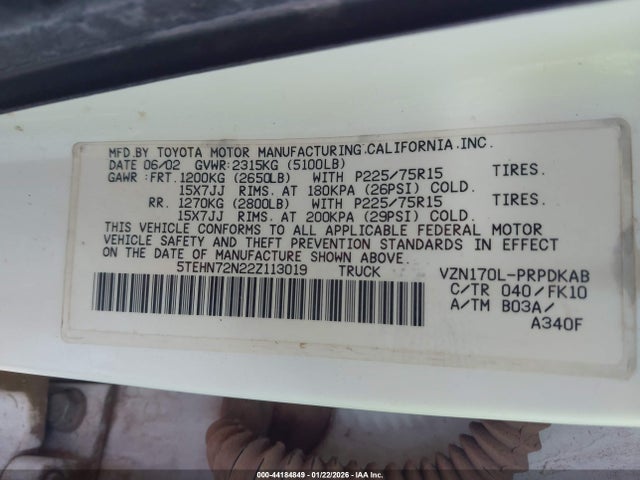 MFD.BY TOYOTA MOTOR MANUFACTURING.CALIFORNIA.INC.
DATE 06/02 GVWR:2315KG (5100LB)
GAWR:FRT.1200KG (2650LB) WITH P225/75R15 TIRES.
15X7JJ RIMS. AT 180KPA (26PSI) COLD.
RR. 1270KG (2800LB) WITH P225/75R15 TIRES.
15X7JJ RIMS. AT 200KPA (29PSI) COLD.
THIS VEHICLE CONFORMS TO ALL APPLICABLE FEDERAL MOTOR
VEHICLE SAFETY AND THEFT PREVENTION STANDARDS IN EFFECT
ON THE DATE OF MANUFACTURE SHOWN ABOVE.
5TEHN72N22Z113019 TRUCK VZN170L-PRPDKAB
C/TR 040/FK10
A/TM B03A/
A340F
000-44184849 - 01/22/2026 - IAAI.COM